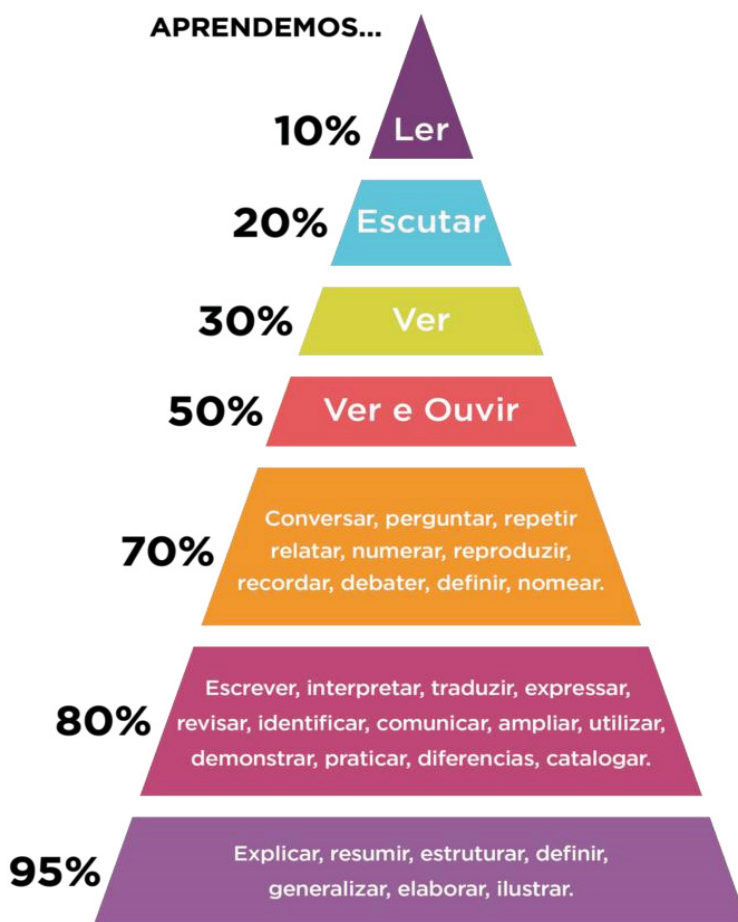 APRENDEMOS...
10% Ler
20% Escutar
30% Ver
50% Ver e Ouvir
70%
Conversar, perguntar, repetir
relatar, numerar, reproduzir,
recordar, debater, definir, nomear.
80%
Escrever, interpretar, traduzir, expressar,
revisar, identificar, comunicar, ampliar, utilizar,
demonstrar, praticar, diferencias, catalogar.
95%
Explicar, resumir, estruturar, definir,
generalizar, elaborar, ilustrar.